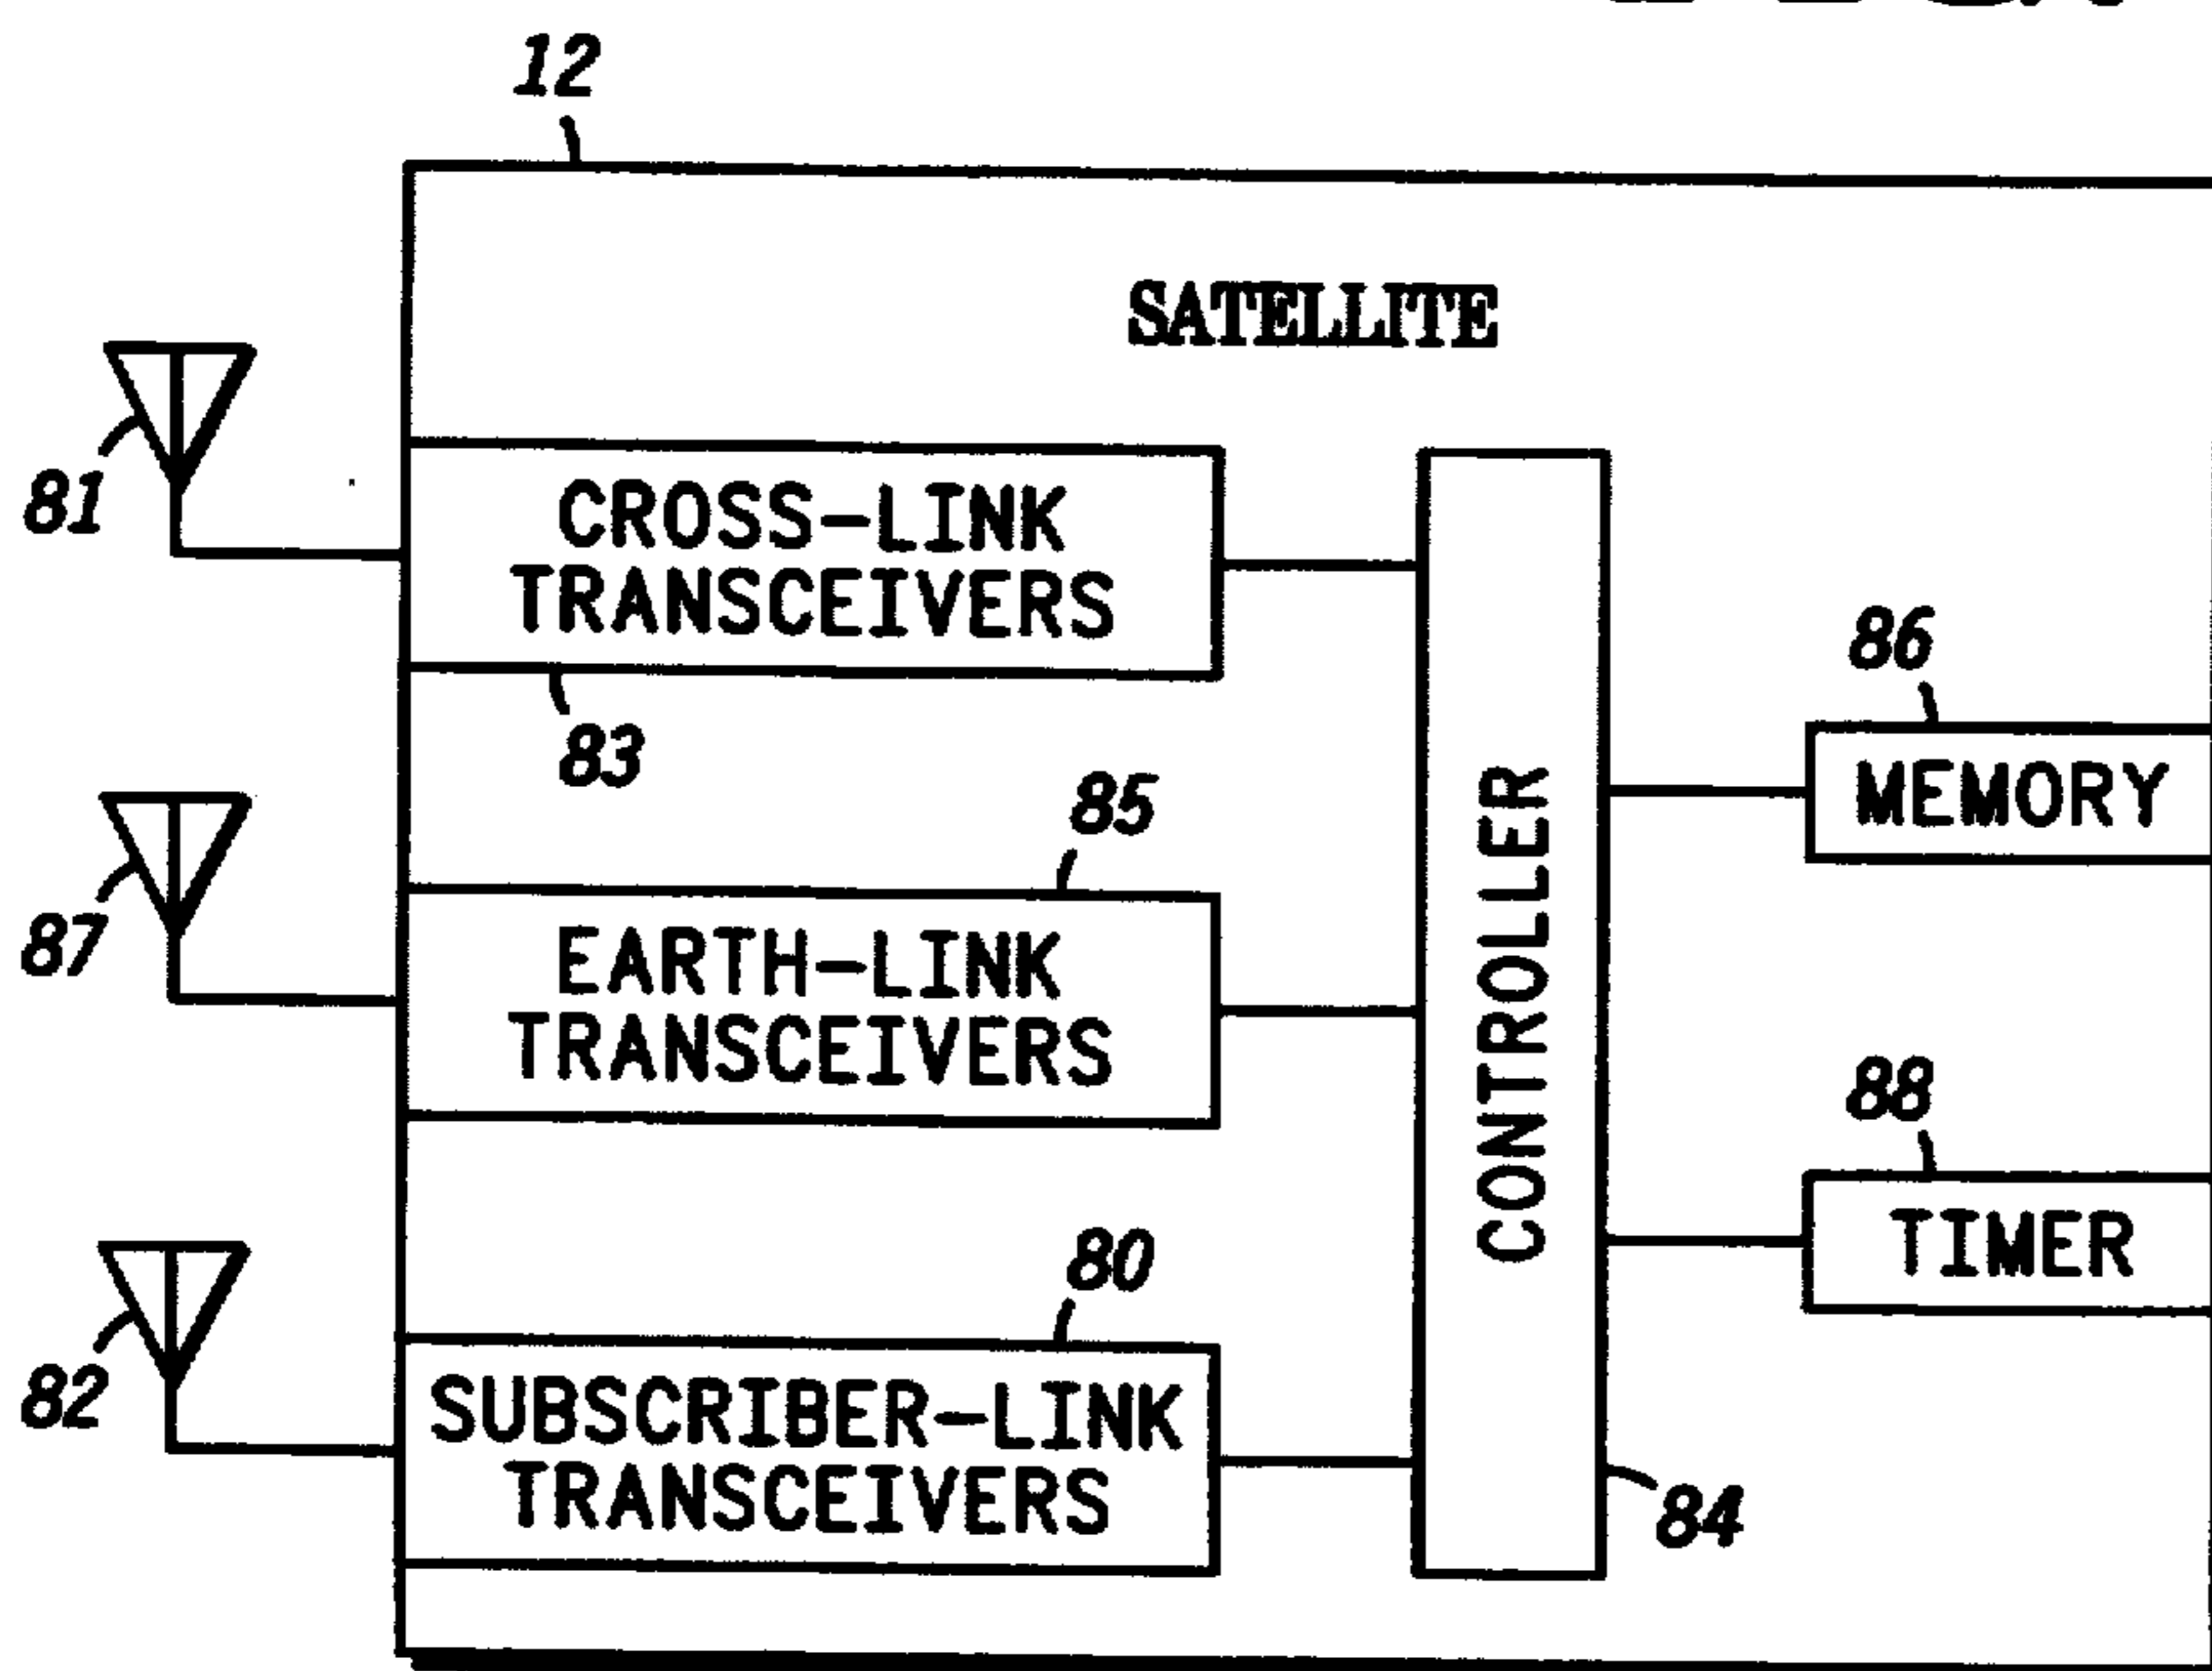 12
SATELLITE
81
CROSS-LINK
TRANSCEIVERS
83
86
MEMORY
85
87
EARTH-LINK
TRANSCEIVERS
CONTROLLER
88
TIMER
80
82
SUBSCRIBER-LINK
TRANSCEIVERS
84